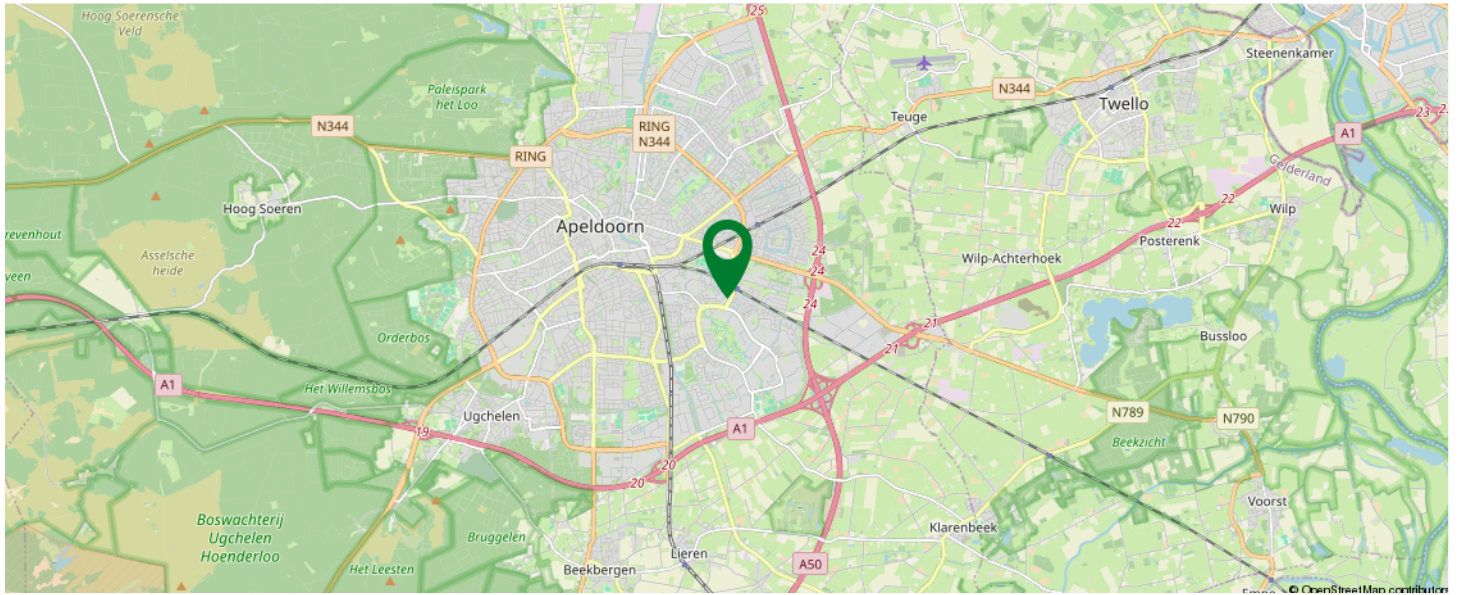 Hoog Soerensche
Veld
25
Steenenkamer
Paleispark
het Loo
N344
Twello
N344
RING
N344
Teuge
23
A1
RING
Gelderland
Hoog Soeren
22
Wilp
22
Posterenk
Apeldoorn
revenhout
Asselsche
heide
24
Wilp-Achterhoek
24
veen
24
21
21
Orderbos
Bussloo
A1
Het Willemsbos
Ugchelen
N789
N790
19
A1
Beekzicht
20
20
Voorst
Boswachterij
Ugchelen
Hoenderloo
Bruggelen
Klarenbeek
Lieren
A50
Het Leesten
Beekbergen
© OpenStreetMap contributors